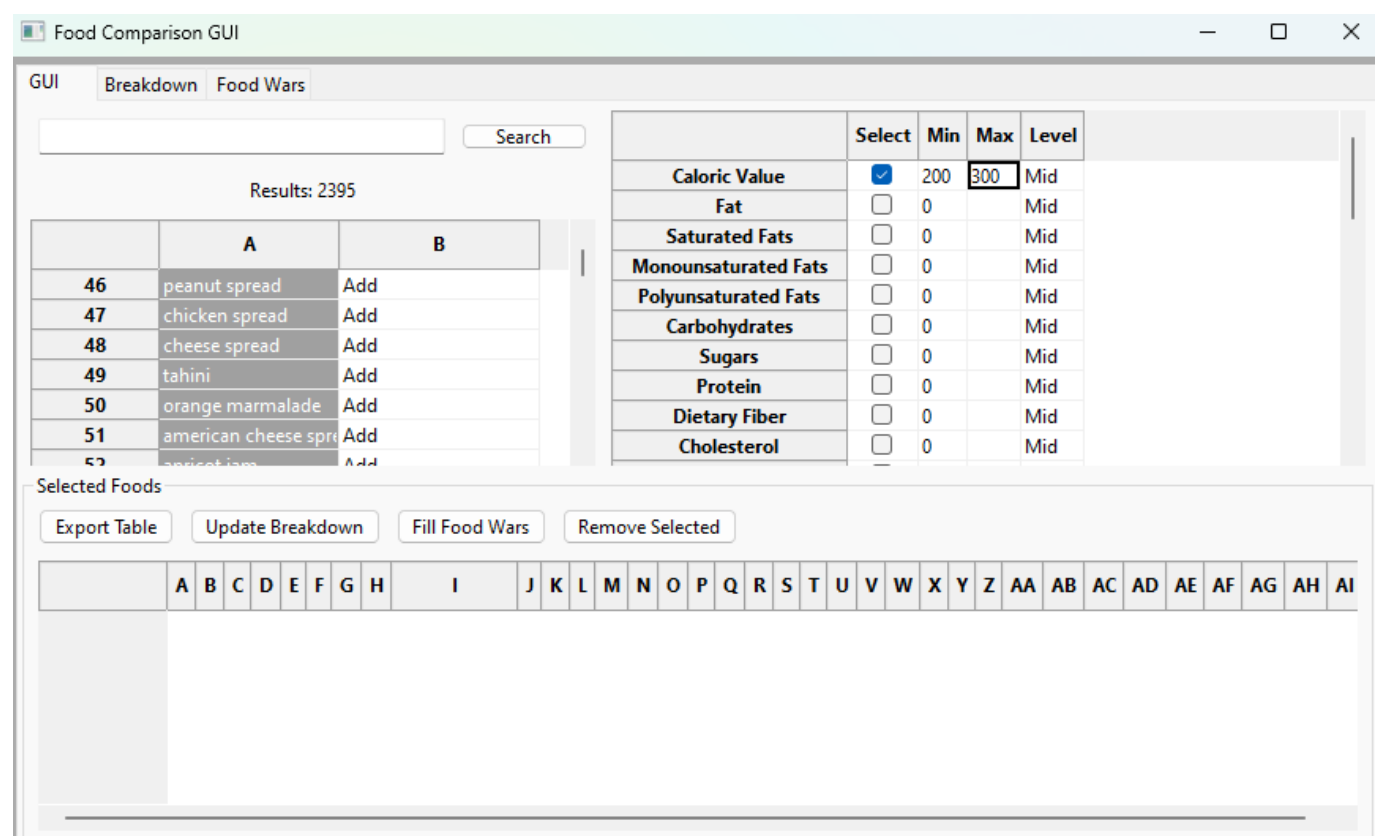 Food Comparison GUI
GUI Breakdown Food Wars
Search
Results: 2395
A B
46 peanut spread Add
47 chicken spread Add
48 cheese spread Add
49 tahini Add
50 orange marmalade Add
51 american cheese spre Add
52 apricot jam Add
Select Min Max Level
Caloric Value 200 300 Mid
Fat 0 Mid
Saturated Fats 0 Mid
Monounsaturated Fats 0 Mid
Polyunsaturated Fats 0 Mid
Carbohydrates 0 Mid
Sugars 0 Mid
Protein 0 Mid
Dietary Fiber 0 Mid
Cholesterol 0 Mid
Selected Foods
Export Table Update Breakdown Fill Food Wars Remove Selected
A B C D E F G H I J K L M N O P Q R S T U V W X Y Z AA AB AC AD AE AF AG AH AI